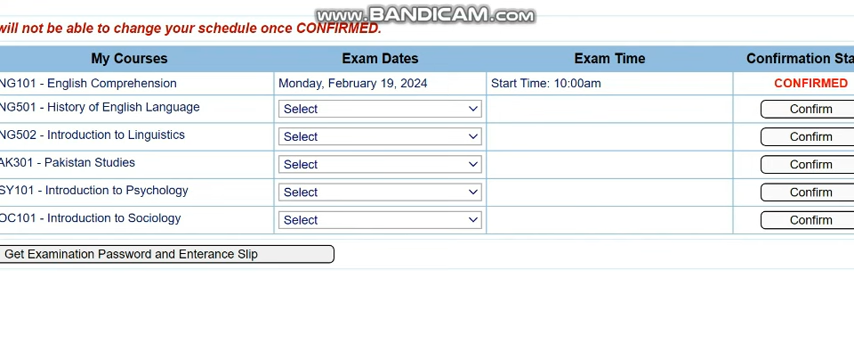 www.BANDICAM.com
will not be able to change your schedule once CONFIRMED.
My Courses Exam Dates Exam Time Confirmation Sta
NG101 - English Comprehension Monday, February 19, 2024 Start Time: 10:00am CONFIRMED
NG501 - History of English Language Select Confirm
NG502 - Introduction to Linguistics Select Confirm
AK301 - Pakistan Studies Select Confirm
SY101 - Introduction to Psychology Select Confirm
OC101 - Introduction to Sociology Select Confirm
Get Examination Password and Enterance Slip